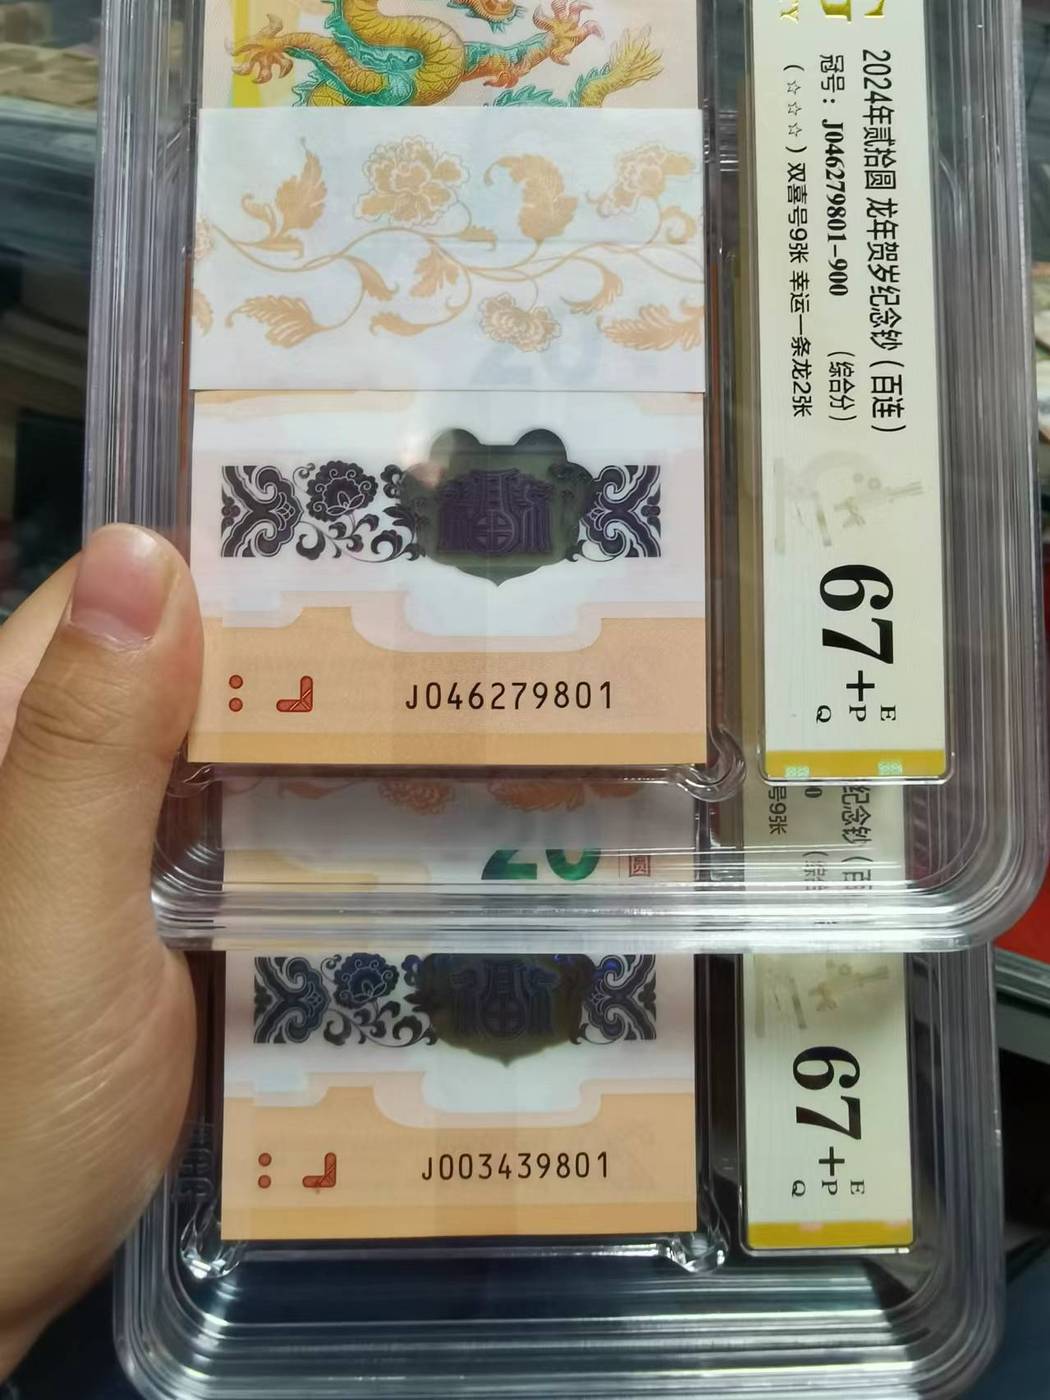 2024年贰拾圆 龙年贺岁纪念钞（百连）
冠号：J046279801-900 （综合分）
（☆☆☆）双喜号9张 幸运一条龙2张
67+
E
P
Q
J046279801
20
圆
纪念钞（百
号9张
67+
E
P
Q
J003439801